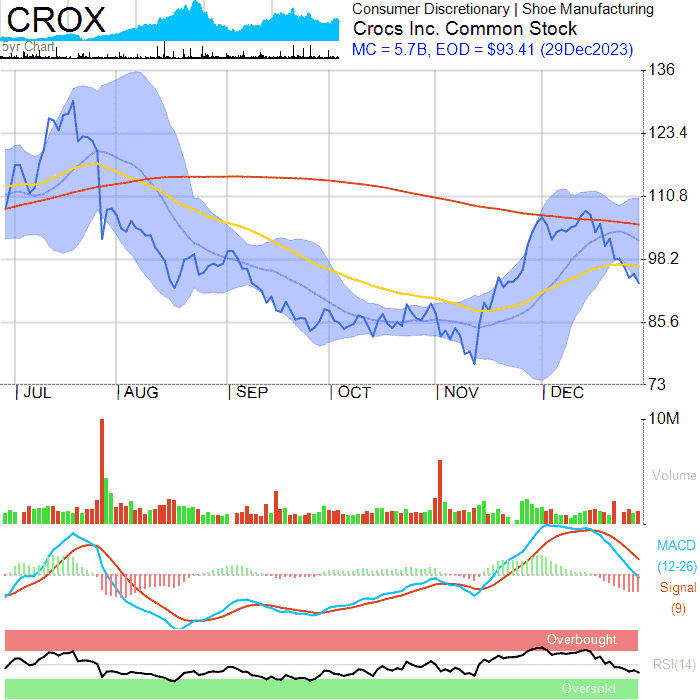 CROX
5yr Chart
Consumer Discretionary | Shoe Manufacturing
Crocs Inc. Common Stock
MC = 5.7B, EOD = $93.41 (29Dec2023)
136
123.4
110.8
98.2
85.6
73
JUL AUG SEP OCT NOV DEC
10M
Volume
MACD
(12-26)
Signal
(9)
Overbought
RSI(14)
Oversold